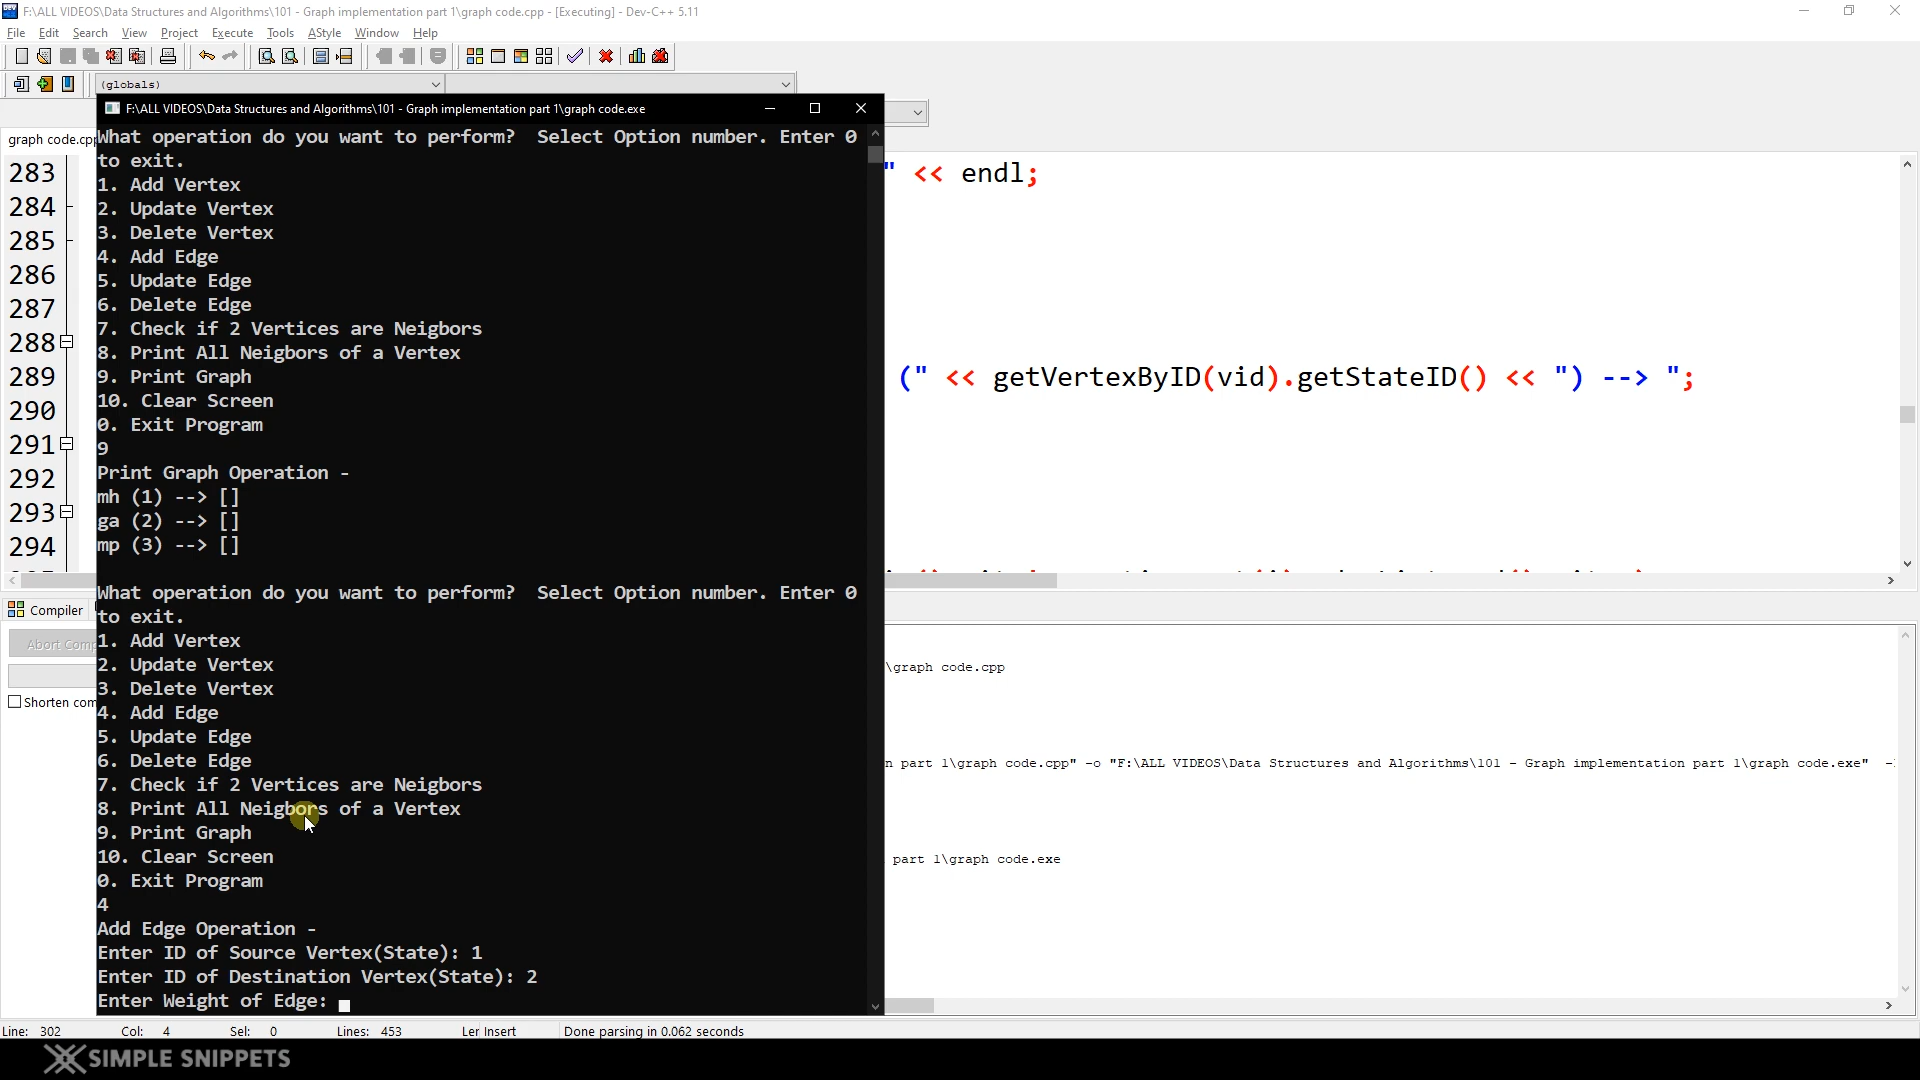 F:\ALL VIDEOS\Data Structures and Algorithms\101 - Graph implementation part 1\graph code.cpp - [Executing] - Dev-C++ 5.11
File Edit Search View Project Execute Tools AStyle Window Help
(globals)
F:\ALL VIDEOS\Data Structures and Algorithms\101 - Graph implementation part 1\graph code.exe
graph code.cpp
What operation do you want to perform?  Select Option number. Enter 0
to exit.
1. Add Vertex
2. Update Vertex
3. Delete Vertex
4. Add Edge
5. Update Edge
6. Delete Edge
7. Check if 2 Vertices are Neigbors
8. Print All Neigbors of a Vertex
9. Print Graph
10. Clear Screen
0. Exit Program
9
Print Graph Operation -
mh (1) --> []
ga (2) --> []
mp (3) --> []
What operation do you want to perform?  Select Option number. Enter 0
to exit.
1. Add Vertex
2. Update Vertex
3. Delete Vertex
4. Add Edge
5. Update Edge
6. Delete Edge
7. Check if 2 Vertices are Neigbors
8. Print All Neigbors of a Vertex
9. Print Graph
10. Clear Screen
0. Exit Program
4
Add Edge Operation -
Enter ID of Source Vertex(State): 1
Enter ID of Destination Vertex(State): 2
Enter Weight of Edge:
283
284
285
286
287
288
289
290
291
292
293
294
" << endl;
(" << getVertexByID(vid).getStateID() << ") --> ";
Compiler
Abort Comp
Shorten com
\graph code.cpp
n part 1\graph code.cpp" -o "F:\ALL VIDEOS\Data Structures and Algorithms\101 - Graph implementation part 1\graph code.exe" -
part 1\graph code.exe
Line: 302 Col: 4 Sel: 0 Lines: 453 Len Insert Done parsing in 0.062 seconds
SIMPLE SNIPPETS